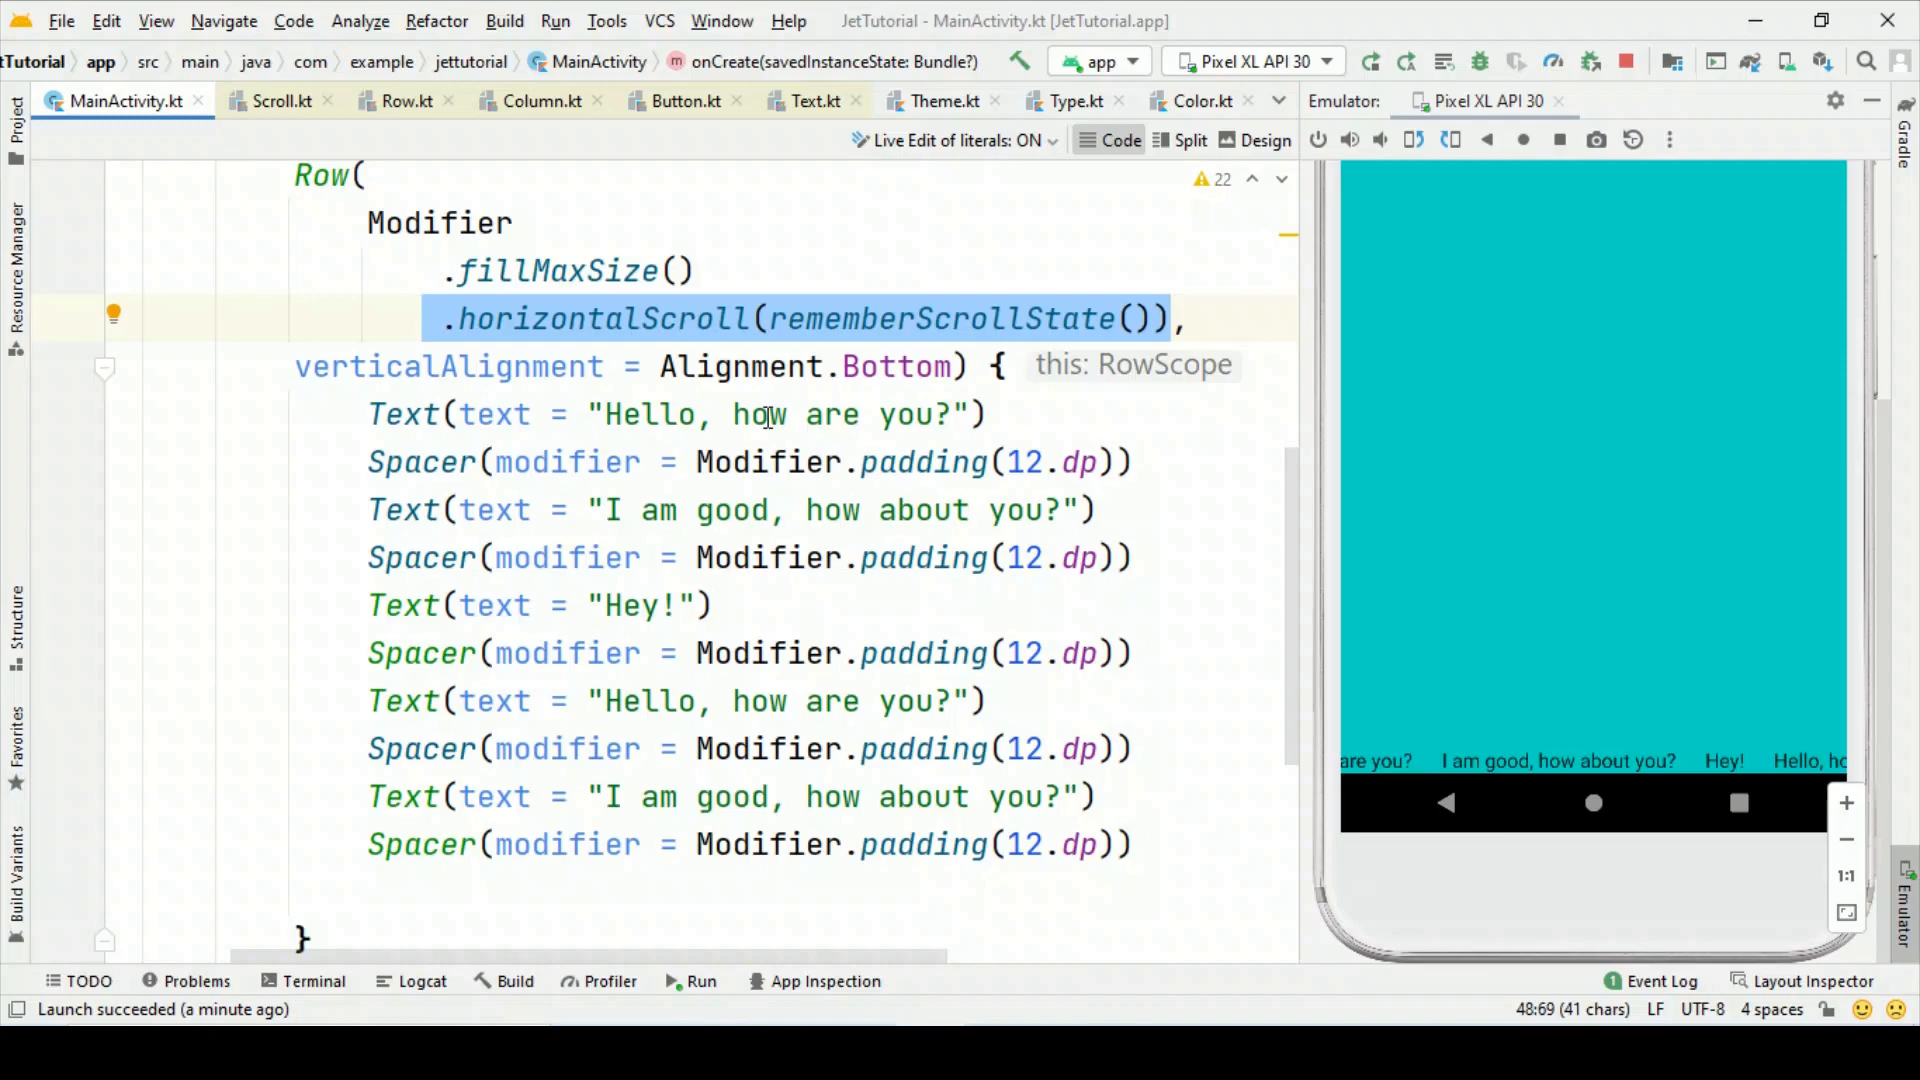 File Edit View Navigate Code Analyze Refactor Build Run Tools VCS Window Help JetTutorial - MainActivity.kt [JetTutorial.app]
tTutorial app src main java com example jettutorial MainActivity onCreate(savedInstanceState: Bundle?) app Pixel XL API 30
MainActivity.kt Scroll.kt Row.kt Column.kt Button.kt Text.kt Theme.kt Type.kt Color.kt Emulator: Pixel XL API 30
Live Edit of literals: ON Code Split Design
Row(
22
Modifier
.fillMaxSize()
.horizontalScroll(rememberScrollState()),
verticalAlignment = Alignment.Bottom) { this: RowScope
Text(text = "Hello, how are you?")
Spacer(modifier = Modifier.padding(12.dp))
Text(text = "I am good, how about you?")
Spacer(modifier = Modifier.padding(12.dp))
Text(text = "Hey!")
Spacer(modifier = Modifier.padding(12.dp))
Text(text = "Hello, how are you?")
Spacer(modifier = Modifier.padding(12.dp))
Text(text = "I am good, how about you?")
Spacer(modifier = Modifier.padding(12.dp))
}
are you? I am good, how about you? Hey! Hello, ho
1:1
Project
Resource Manager
Structure
Favorites
Build Variants
Gradle
Emulator
TODO Problems Terminal Logcat Build Profiler Run App Inspection 1 Event Log Layout Inspector
Launch succeeded (a minute ago) 48:69 (41 chars) LF UTF-8 4 spaces